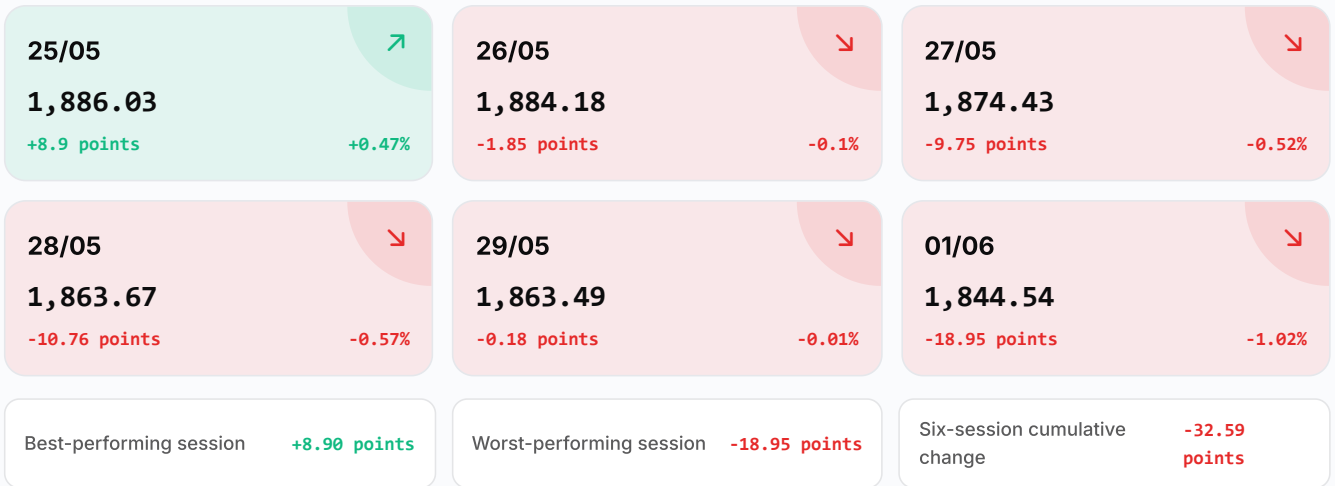 25/05
1,886.03
+8.9 points +0.47%
26/05
1,884.18
-1.85 points -0.1%
27/05
1,874.43
-9.75 points -0.52%
28/05
1,863.67
-10.76 points -0.57%
29/05
1,863.49
-0.18 points -0.01%
01/06
1,844.54
-18.95 points -1.02%
Best-performing session +8.90 points
Worst-performing session -18.95 points
Six-session cumulative
change
-32.59
points